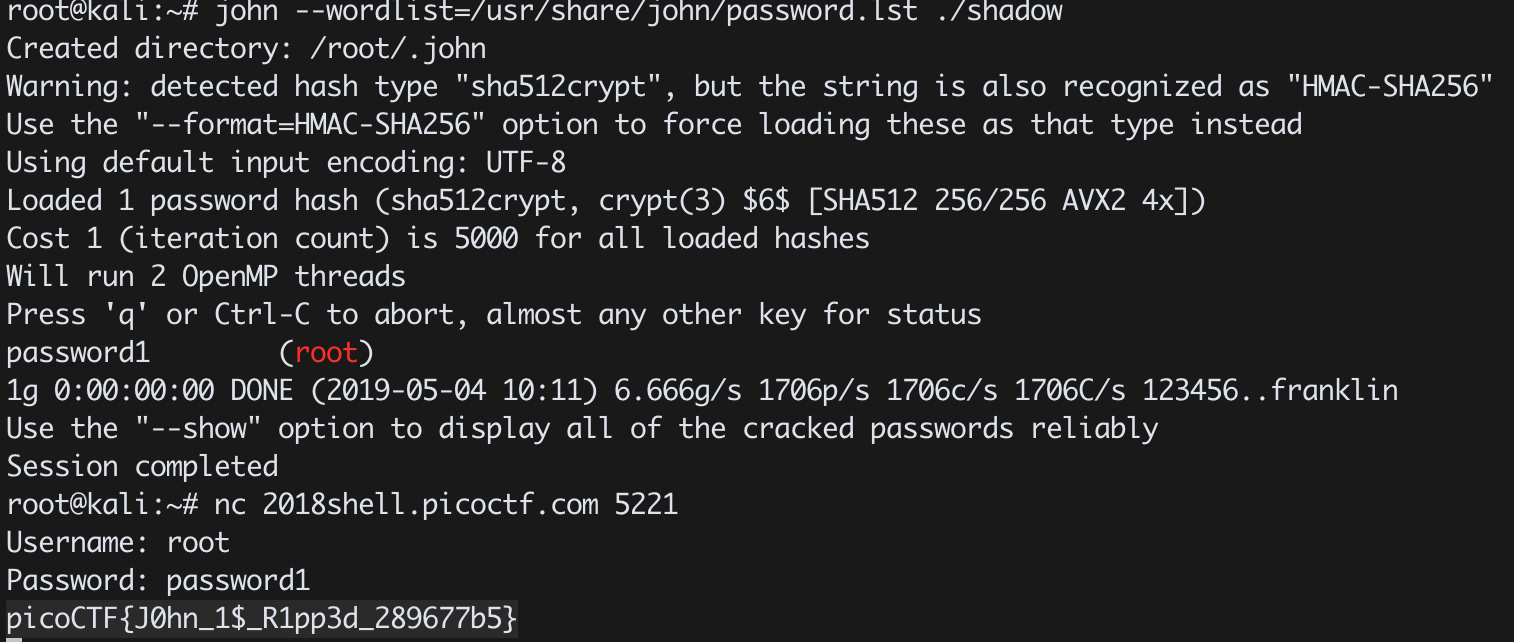 root@kali:~# john --wordlist=/usr/share/john/password.lst ./shadow
Created directory: /root/.john
Warning: detected hash type "sha512crypt", but the string is also recognized as "HMAC-SHA256"
Use the "--format=HMAC-SHA256" option to force loading these as that type instead
Using default input encoding: UTF-8
Loaded 1 password hash (sha512crypt, crypt(3) $6$ [SHA512 256/256 AVX2 4x])
Cost 1 (iteration count) is 5000 for all loaded hashes
Will run 2 OpenMP threads
Press 'q' or Ctrl-C to abort, almost any other key for status
password1        (root)
1g 0:00:00:00 DONE (2019-05-04 10:11) 6.666g/s 1706p/s 1706c/s 1706C/s 123456..franklin
Use the "--show" option to display all of the cracked passwords reliably
Session completed
root@kali:~# nc 2018shell.picoctf.com 5221
Username: root
Password: password1
picoCTF{J0hn_1$_R1pp3d_289677b5}